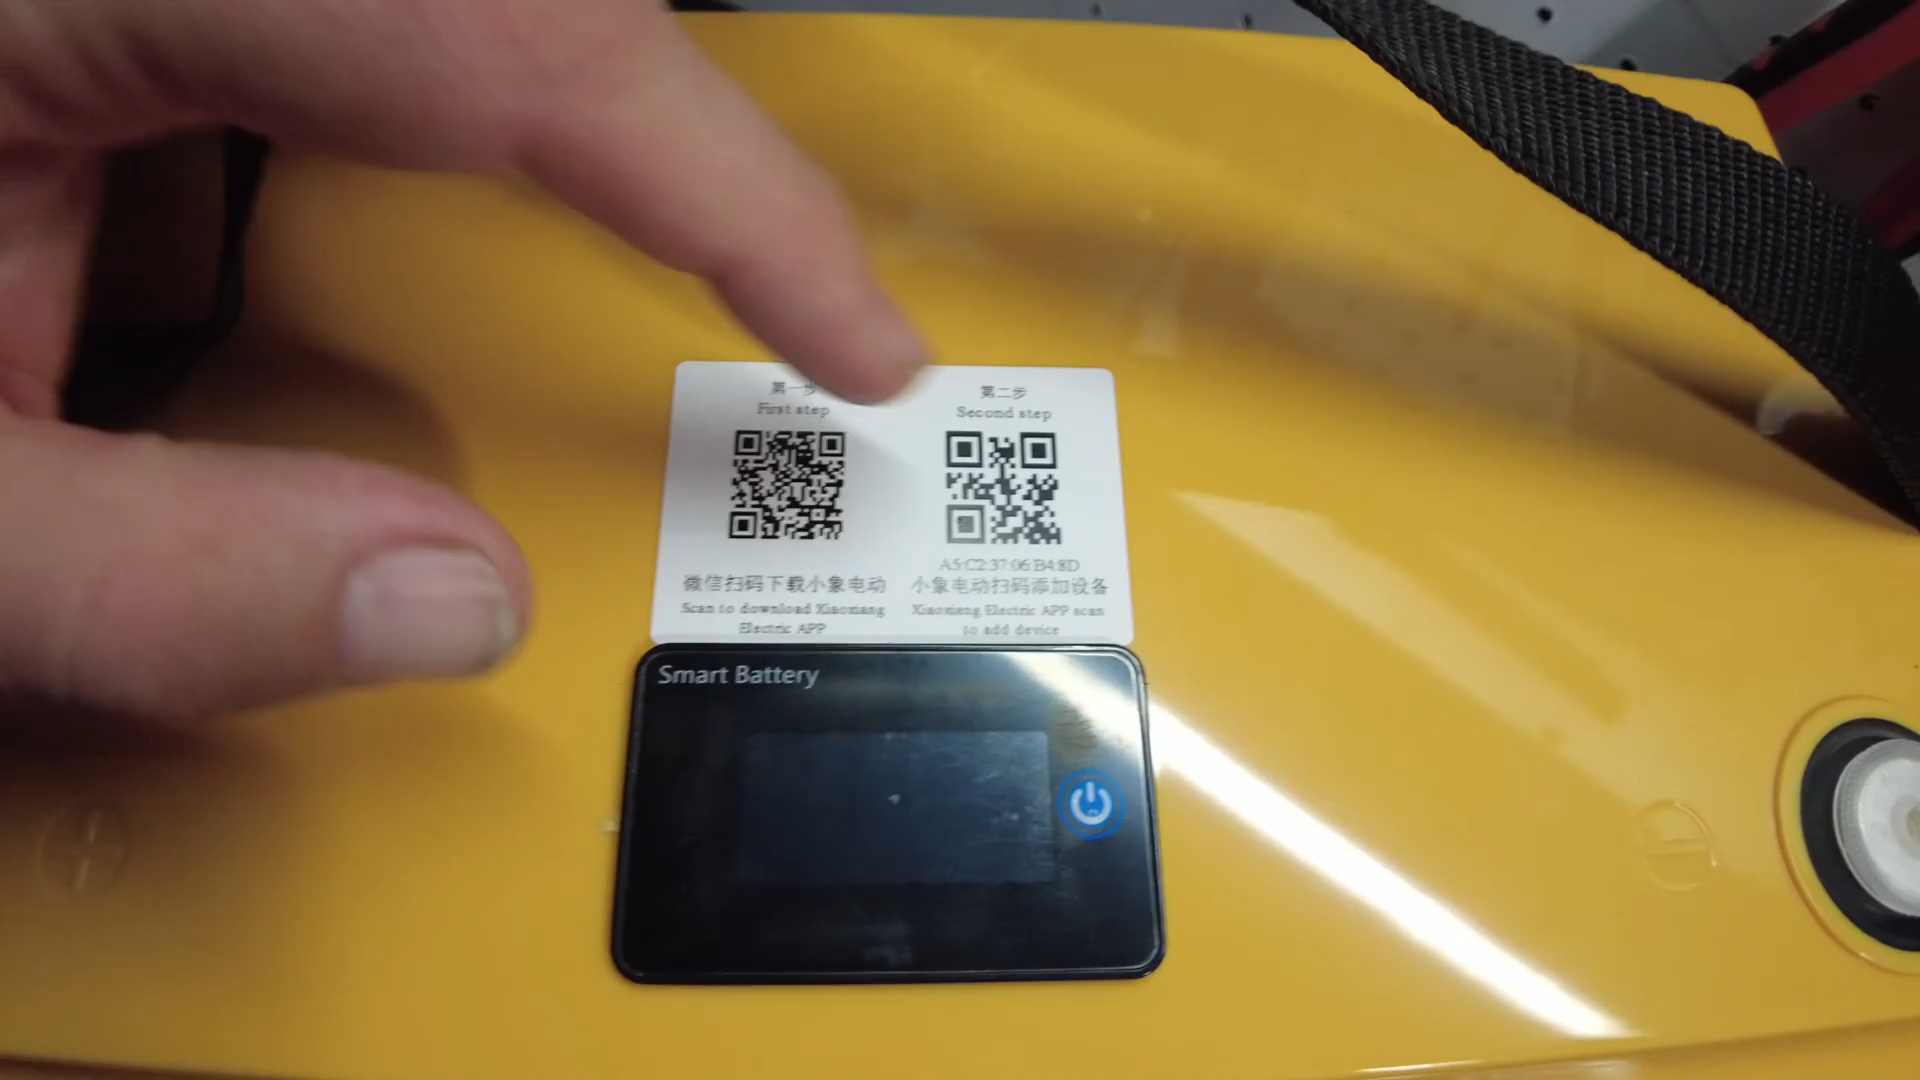 第一步
First step
第二步
Second step
A5:C2:37:06:B4:8D
微信扫码下载小象电动
Scan to download Xiaoxiang
Electric APP
小象电动扫码添加设备
Xiaoxiang Electric APP scan
to add device
Smart Battery